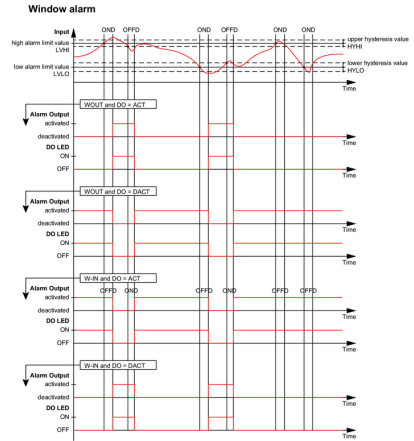 Window alarm
Input
OND OFFD OND OFFD OND OND
high alarm limit value
LVHI
upper hysteresis value
HYHI
low alarm limit value
LVLO
lower hysteresis value
HYLO
Time
WOUT and DO = ACT
Alarm Output
activated
deactivated
Time
DO LED
ON
OFF
Time
WOUT and DO = DACT
Alarm Output
activated
deactivated
Time
DO LED
ON
OFF
Time
W-IN and DO = ACT
Alarm Output
OFFD OND OFFD OND OFFD OFFD
activated
deactivated
Time
DO LED
ON
OFF
Time
W-IN and DO = DACT
Alarm Output
activated
deactivated
Time
DO LED
ON
OFF
Time